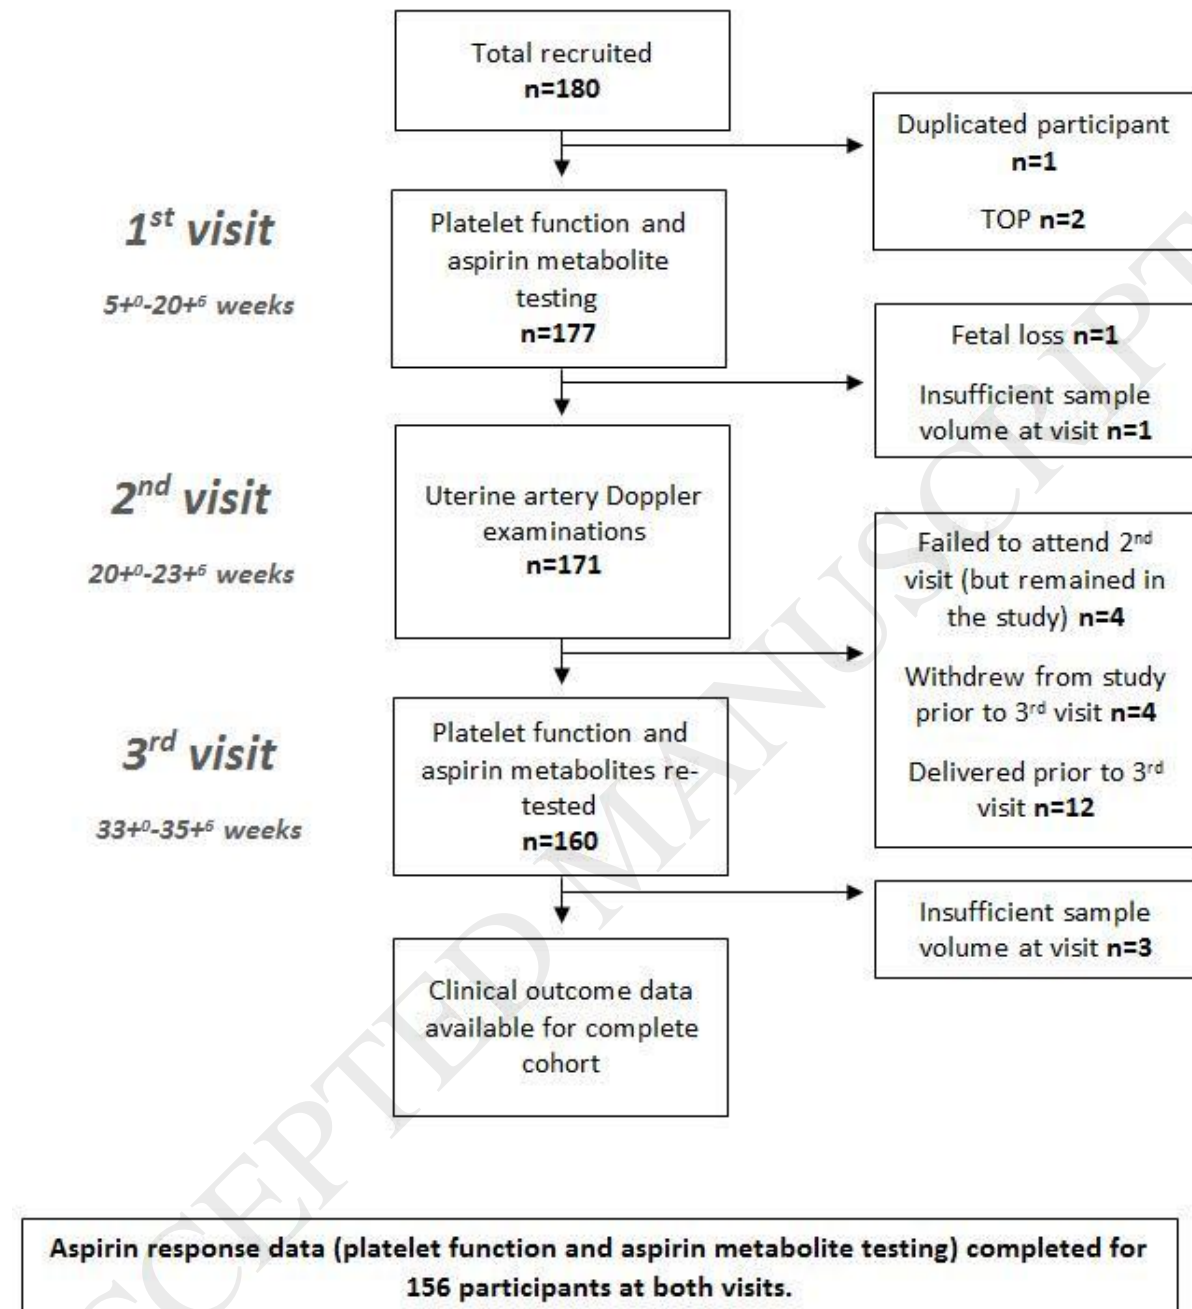 Total recruited
n=180
Duplicated participant
n=1
TOP n=2
1st visit
5+0-20+6 weeks
Platelet function and
aspirin metabolite
testing
n=177
Fetal loss n=1
Insufficient sample
volume at visit n=1
2nd visit
20+0-23+6 weeks
Uterine artery Doppler
examinations
n=171
Failed to attend 2nd
visit (but remained in
the study) n=4
Withdrew from study
prior to 3rd visit n=4
Delivered prior to 3rd
visit n=12
3rd visit
33+0-35+6 weeks
Platelet function and
aspirin metabolites re-
tested
n=160
Insufficient sample
volume at visit n=3
Clinical outcome data
available for complete
cohort
Aspirin response data (platelet function and aspirin metabolite testing) completed for
156 participants at both visits.
CCEPTED MANUSCRIPT